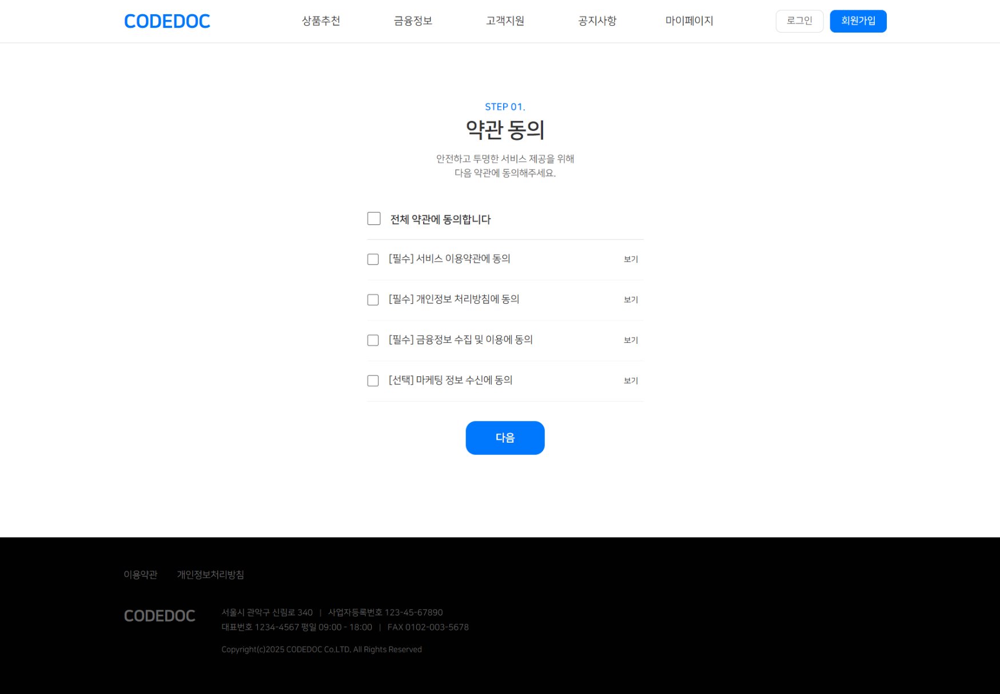 CODEDOC
상품추천
금융정보
고객지원
공지사항
마이페이지
로그인
회원가입
STEP 01.
약관 동의
안전하고 투명한 서비스 제공을 위해
다음 약관에 동의해주세요.
전체 약관에 동의합니다
[필수] 서비스 이용약관에 동의 보기
[필수] 개인정보 처리방침에 동의 보기
[필수] 금융정보 수집 및 이용에 동의 보기
[선택] 마케팅 정보 수신에 동의 보기
다음
이용약관 개인정보처리방침
CODEDOC
서울시 관악구 신림로 340 | 사업자등록번호 123-45-67890
대표번호 1234-4567 평일 09:00 - 18:00 | FAX 0102-003-5678
Copyright(c)2025 CODEDOC Co.LTD. All Rights Reserved